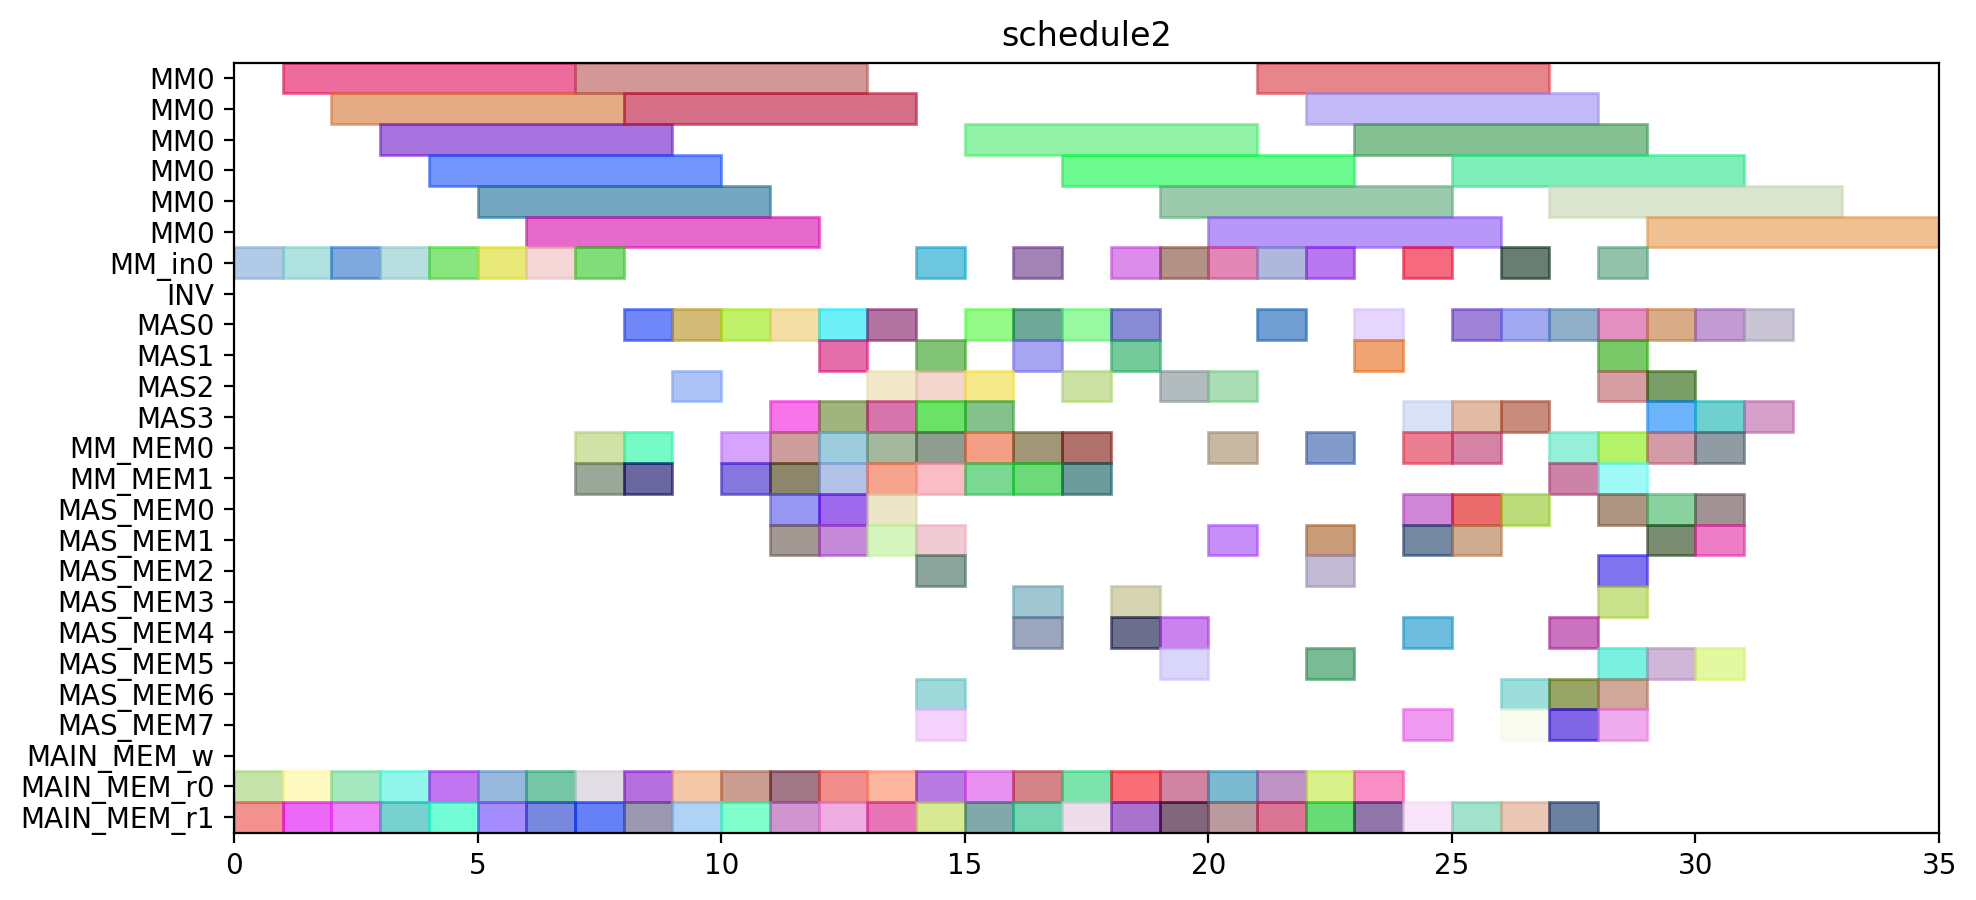 schedule2
MM0
MM0
MM0
MM0
MM0
MM0
MM_in0
INV
MAS0
MAS1
MAS2
MAS3
MM_MEM0
MM_MEM1
MAS_MEM0
MAS_MEM1
MAS_MEM2
MAS_MEM3
MAS_MEM4
MAS_MEM5
MAS_MEM6
MAS_MEM7
MAIN_MEM_w
MAIN_MEM_r0
MAIN_MEM_r1
0 5 10 15 20 25 30 35